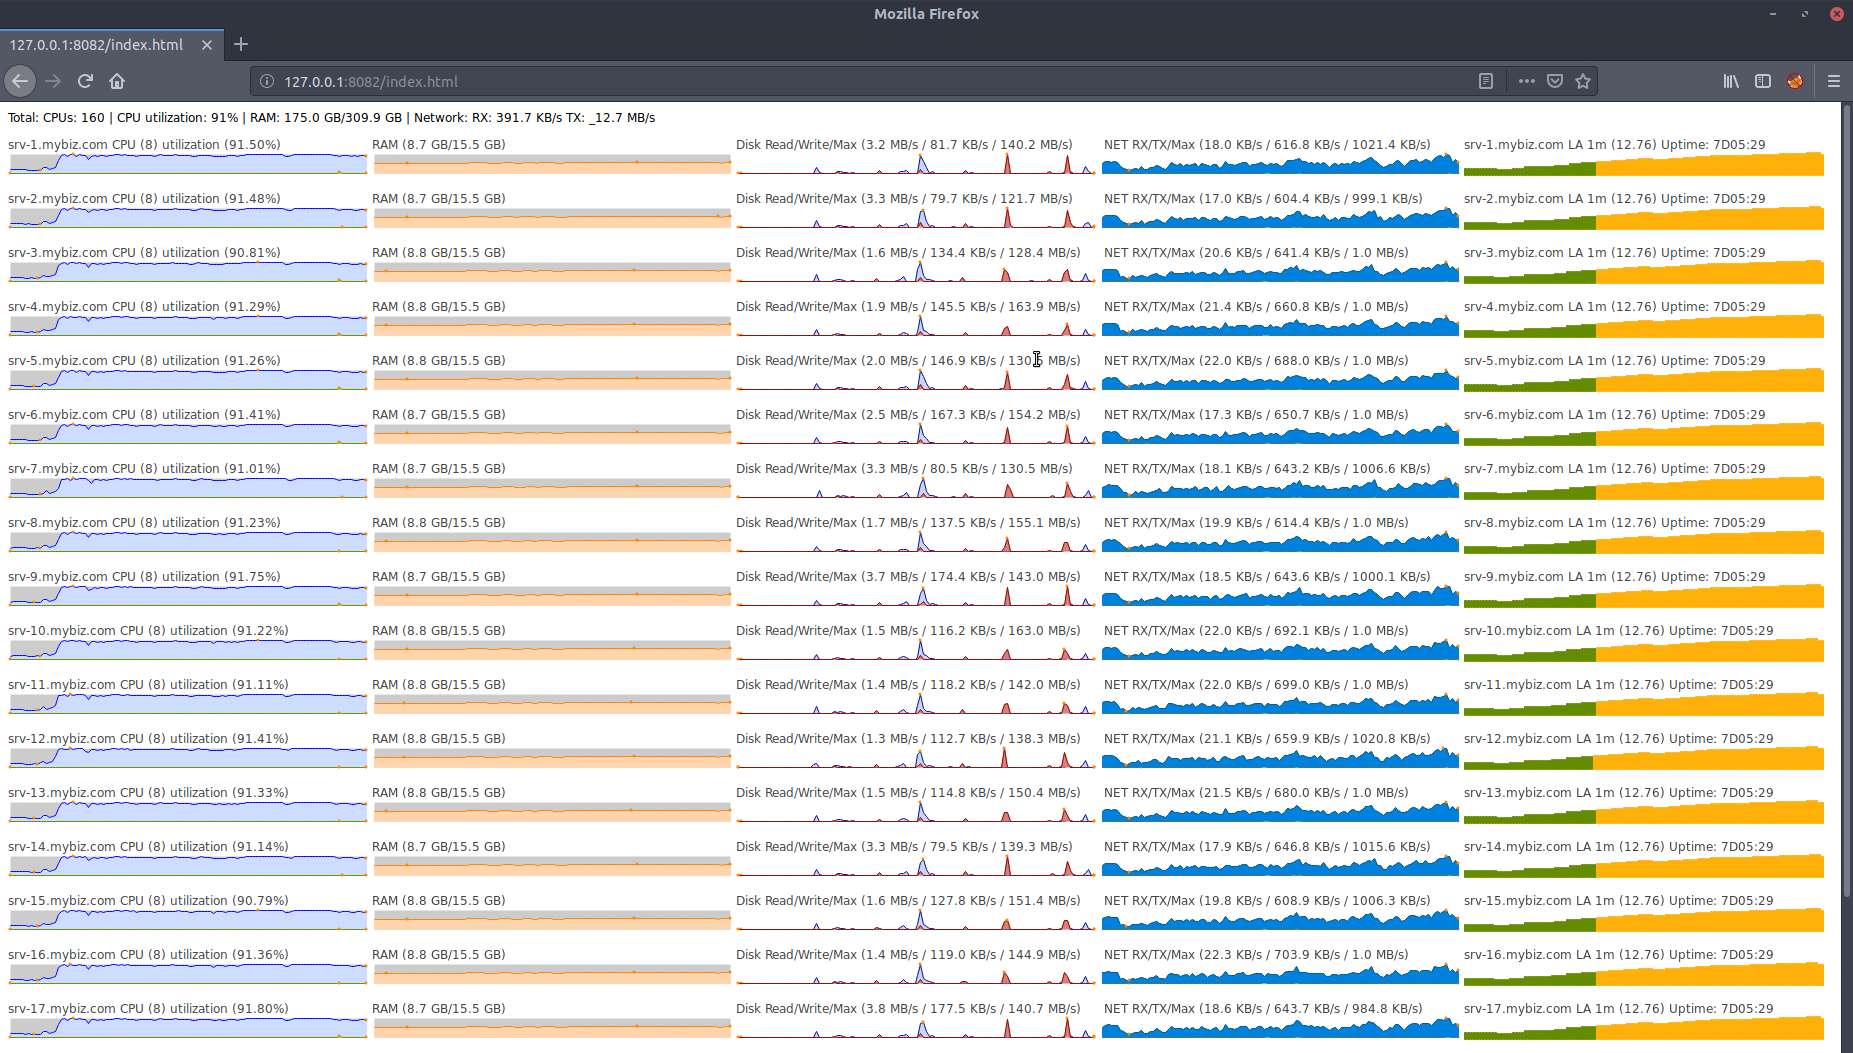 Mozilla Firefox
127.0.0.1:8082/index.html
127.0.0.1:8082/index.html
Total: CPUs: 160 | CPU utilization: 91% | RAM: 175.0 GB/309.9 GB | Network: RX: 391.7 KB/s TX: _12.7 MB/s
srv-1.mybiz.com CPU (8) utilization (91.50%) RAM (8.7 GB/15.5 GB) Disk Read/Write/Max (3.2 MB/s / 81.7 KB/s / 140.2 MB/s) NET RX/TX/Max (18.0 KB/s / 616.8 KB/s / 1021.4 KB/s) srv-1.mybiz.com LA 1m (12.76) Uptime: 7D05:29
srv-2.mybiz.com CPU (8) utilization (91.48%) RAM (8.7 GB/15.5 GB) Disk Read/Write/Max (3.3 MB/s / 79.7 KB/s / 121.7 MB/s) NET RX/TX/Max (17.0 KB/s / 604.4 KB/s / 999.1 KB/s) srv-2.mybiz.com LA 1m (12.76) Uptime: 7D05:29
srv-3.mybiz.com CPU (8) utilization (90.81%) RAM (8.8 GB/15.5 GB) Disk Read/Write/Max (1.6 MB/s / 134.4 KB/s / 128.4 MB/s) NET RX/TX/Max (20.6 KB/s / 641.4 KB/s / 1.0 MB/s) srv-3.mybiz.com LA 1m (12.76) Uptime: 7D05:29
srv-4.mybiz.com CPU (8) utilization (91.29%) RAM (8.8 GB/15.5 GB) Disk Read/Write/Max (1.9 MB/s / 145.5 KB/s / 163.9 MB/s) NET RX/TX/Max (21.4 KB/s / 660.8 KB/s / 1.0 MB/s) srv-4.mybiz.com LA 1m (12.76) Uptime: 7D05:29
srv-5.mybiz.com CPU (8) utilization (91.26%) RAM (8.8 GB/15.5 GB) Disk Read/Write/Max (2.0 MB/s / 146.9 KB/s / MB/s) NET RX/TX/Max (22.0 KB/s / 688.0 KB/s / 1.0 MB/s) srv-5.mybiz.com LA 1m (12.76) Uptime: 7D05:29
srv-6.mybiz.com CPU (8) utilization (91.41%) RAM (8.7 GB/15.5 GB) Disk Read/Write/Max (2.5 MB/s / 167.3 KB/s / 154.2 MB/s) NET RX/TX/Max (17.3 KB/s / 650.7 KB/s / 1.0 MB/s) srv-6.mybiz.com LA 1m (12.76) Uptime: 7D05:29
srv-7.mybiz.com CPU (8) utilization (91.01%) RAM (8.7 GB/15.5 GB) Disk Read/Write/Max (3.3 MB/s / 80.5 KB/s / 130.5 MB/s) NET RX/TX/Max (18.1 KB/s / 643.2 KB/s / 1006.6 KB/s) srv-7.mybiz.com LA 1m (12.76) Uptime: 7D05:29
srv-8.mybiz.com CPU (8) utilization (91.23%) RAM (8.8 GB/15.5 GB) Disk Read/Write/Max (1.7 MB/s / 137.5 KB/s / 155.1 MB/s) NET RX/TX/Max (19.9 KB/s / 614.4 KB/s / 1.0 MB/s) srv-8.mybiz.com LA 1m (12.76) Uptime: 7D05:29
srv-9.mybiz.com CPU (8) utilization (91.75%) RAM (8.7 GB/15.5 GB) Disk Read/Write/Max (3.7 MB/s / 174.4 KB/s / 143.0 MB/s) NET RX/TX/Max (18.5 KB/s / 643.6 KB/s / 1000.1 KB/s) srv-9.mybiz.com LA 1m (12.76) Uptime: 7D05:29
srv-10.mybiz.com CPU (8) utilization (91.22%) RAM (8.8 GB/15.5 GB) Disk Read/Write/Max (1.5 MB/s / 116.2 KB/s / 163.0 MB/s) NET RX/TX/Max (22.0 KB/s / 692.1 KB/s / 1.0 MB/s) srv-10.mybiz.com LA 1m (12.76) Uptime: 7D05:29
srv-11.mybiz.com CPU (8) utilization (91.11%) RAM (8.8 GB/15.5 GB) Disk Read/Write/Max (1.4 MB/s / 118.2 KB/s / 142.0 MB/s) NET RX/TX/Max (22.0 KB/s / 699.0 KB/s / 1.0 MB/s) srv-11.mybiz.com LA 1m (12.76) Uptime: 7D05:29
srv-12.mybiz.com CPU (8) utilization (91.41%) RAM (8.8 GB/15.5 GB) Disk Read/Write/Max (1.3 MB/s / 112.7 KB/s / 138.3 MB/s) NET RX/TX/Max (21.1 KB/s / 659.9 KB/s / 1020.8 KB/s) srv-12.mybiz.com LA 1m (12.76) Uptime: 7D05:29
srv-13.mybiz.com CPU (8) utilization (91.33%) RAM (8.8 GB/15.5 GB) Disk Read/Write/Max (1.5 MB/s / 114.8 KB/s / 150.4 MB/s) NET RX/TX/Max (21.5 KB/s / 680.0 KB/s / 1.0 MB/s) srv-13.mybiz.com LA 1m (12.76) Uptime: 7D05:29
srv-14.mybiz.com CPU (8) utilization (91.14%) RAM (8.7 GB/15.5 GB) Disk Read/Write/Max (3.3 MB/s / 79.5 KB/s / 139.3 MB/s) NET RX/TX/Max (17.9 KB/s / 646.8 KB/s / 1015.6 KB/s) srv-14.mybiz.com LA 1m (12.76) Uptime: 7D05:29
srv-15.mybiz.com CPU (8) utilization (90.79%) RAM (8.8 GB/15.5 GB) Disk Read/Write/Max (1.6 MB/s / 127.8 KB/s / 151.4 MB/s) NET RX/TX/Max (19.8 KB/s / 608.9 KB/s / 1006.3 KB/s) srv-15.mybiz.com LA 1m (12.76) Uptime: 7D05:29
srv-16.mybiz.com CPU (8) utilization (91.36%) RAM (8.8 GB/15.5 GB) Disk Read/Write/Max (1.4 MB/s / 119.0 KB/s / 144.9 MB/s) NET RX/TX/Max (22.3 KB/s / 703.9 KB/s / 1.0 MB/s) srv-16.mybiz.com LA 1m (12.76) Uptime: 7D05:29
srv-17.mybiz.com CPU (8) utilization (91.80%) RAM (8.7 GB/15.5 GB) Disk Read/Write/Max (3.8 MB/s / 177.5 KB/s / 140.7 MB/s) NET RX/TX/Max (18.6 KB/s / 643.7 KB/s / 984.8 KB/s) srv-17.mybiz.com LA 1m (12.76) Uptime: 7D05:29